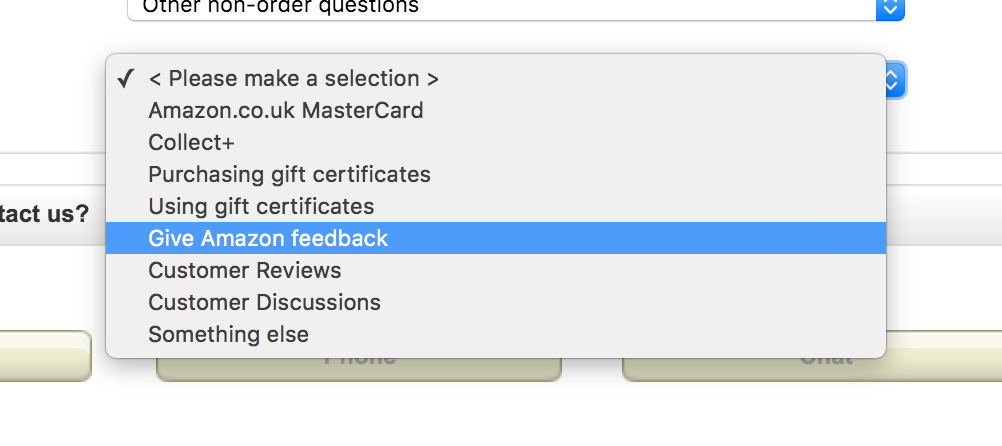 Other non-order questions
✓ < Please make a selection >
Amazon.co.uk MasterCard
Collect+
Purchasing gift certificates
Using gift certificates
tact us?
Give Amazon feedback
Customer Reviews
Customer Discussions
Something else
Phone
Chat